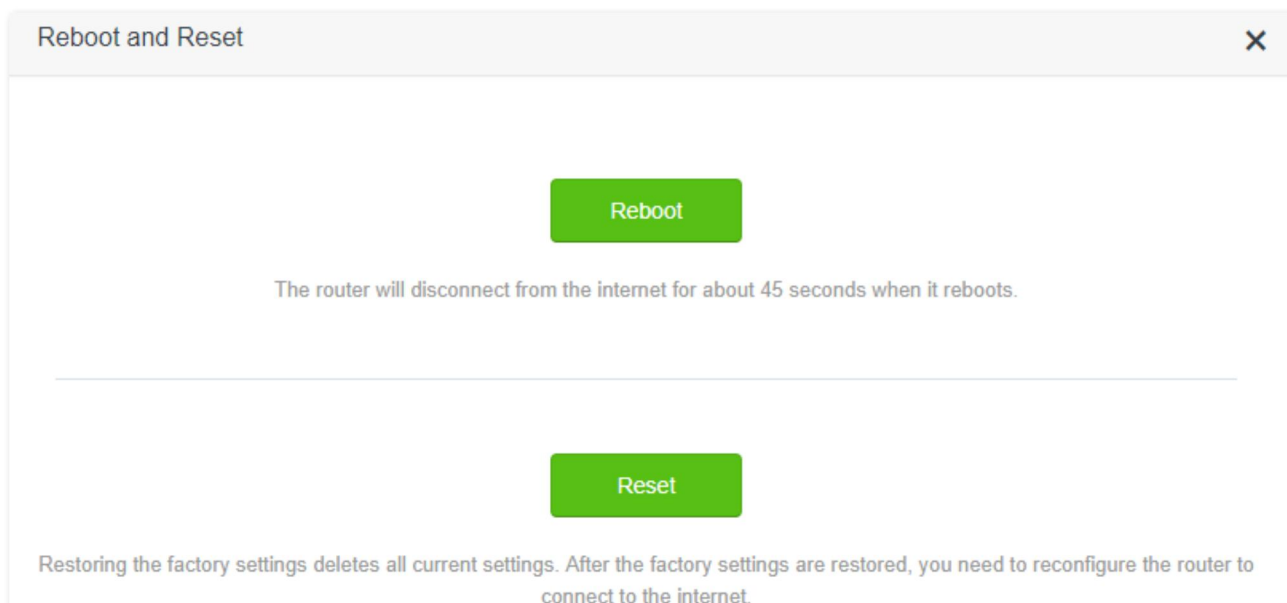 Reboot and Reset
Reboot
The router will disconnect from the internet for about 45 seconds when it reboots.
Reset
Restoring the factory settings deletes all current settings. After the factory settings are restored, you need to reconfigure the router to
connect to the internet.